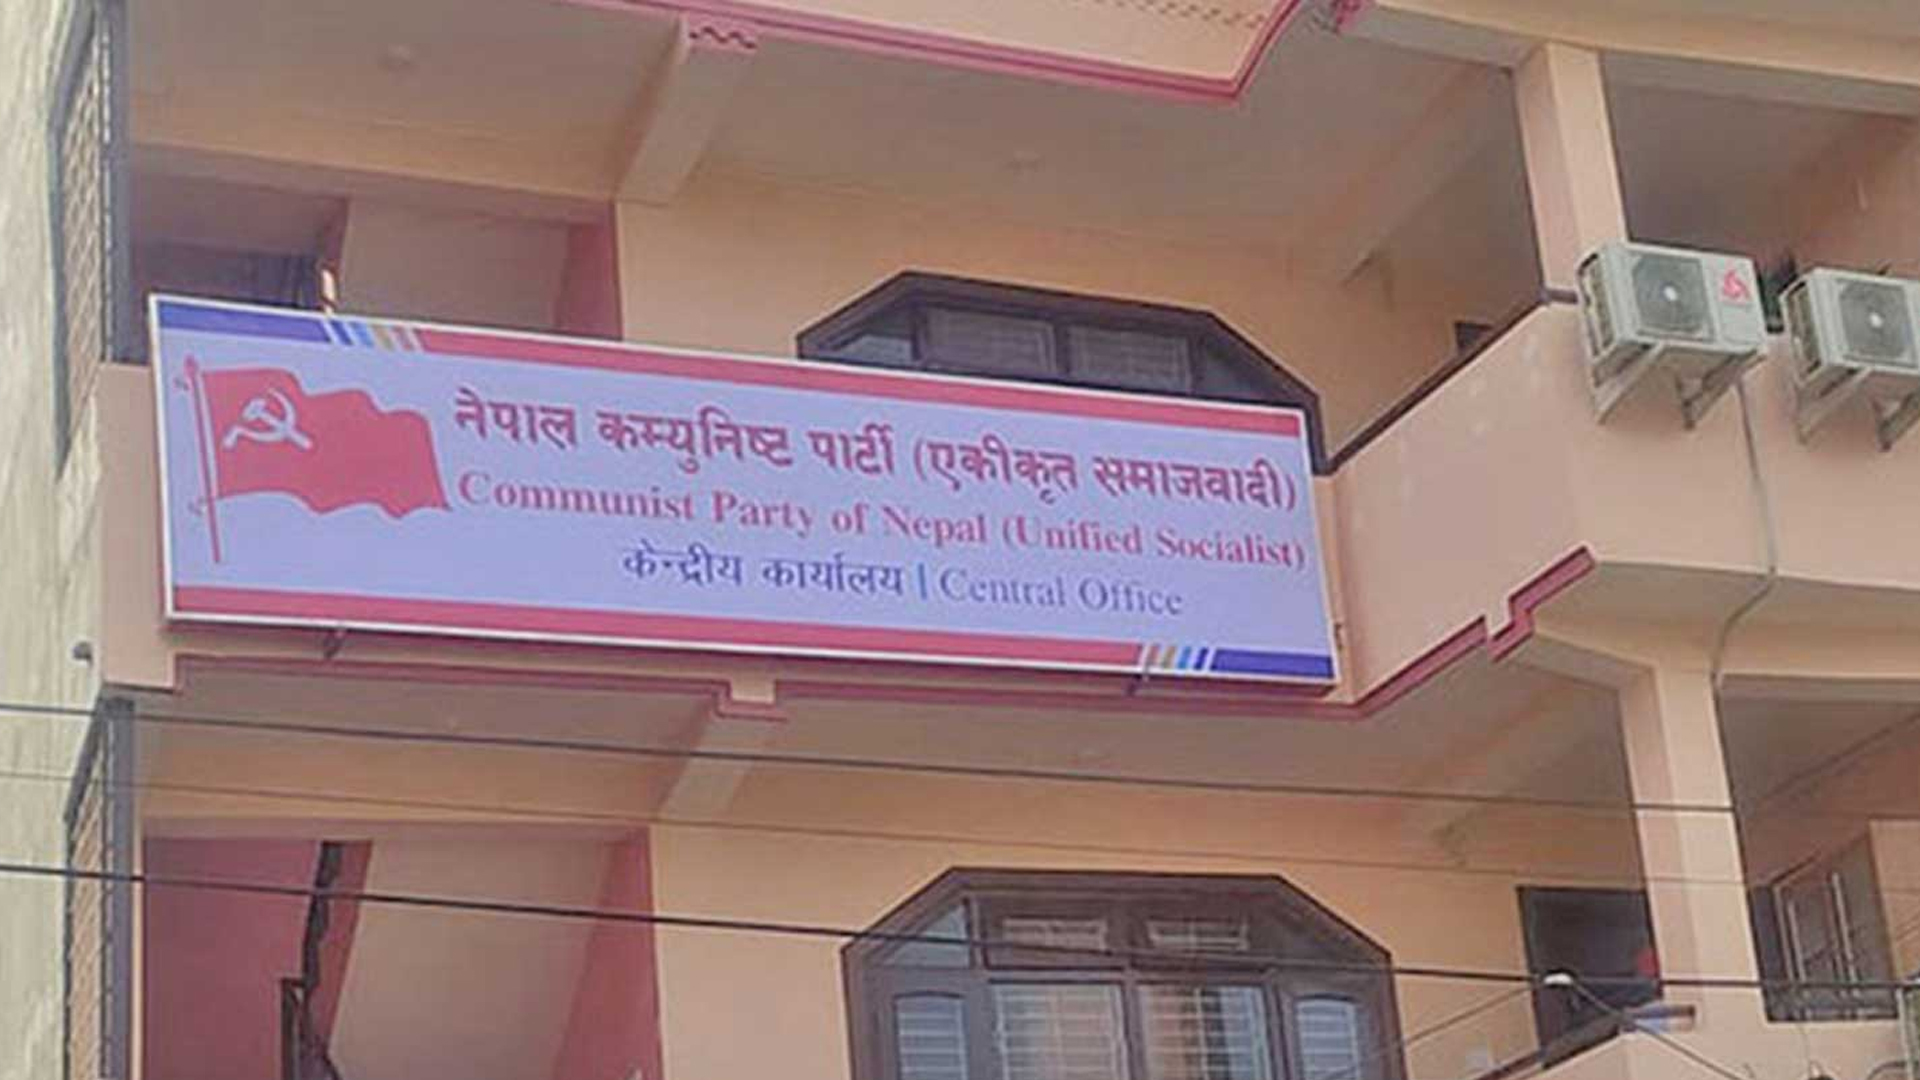 नेपाल कम्युनिष्ट पार्टी (एकीकृत समाजवादी)
Communist Party of Nepal (Unified Socialist)
केन्द्रीय कार्यालय | Central Office